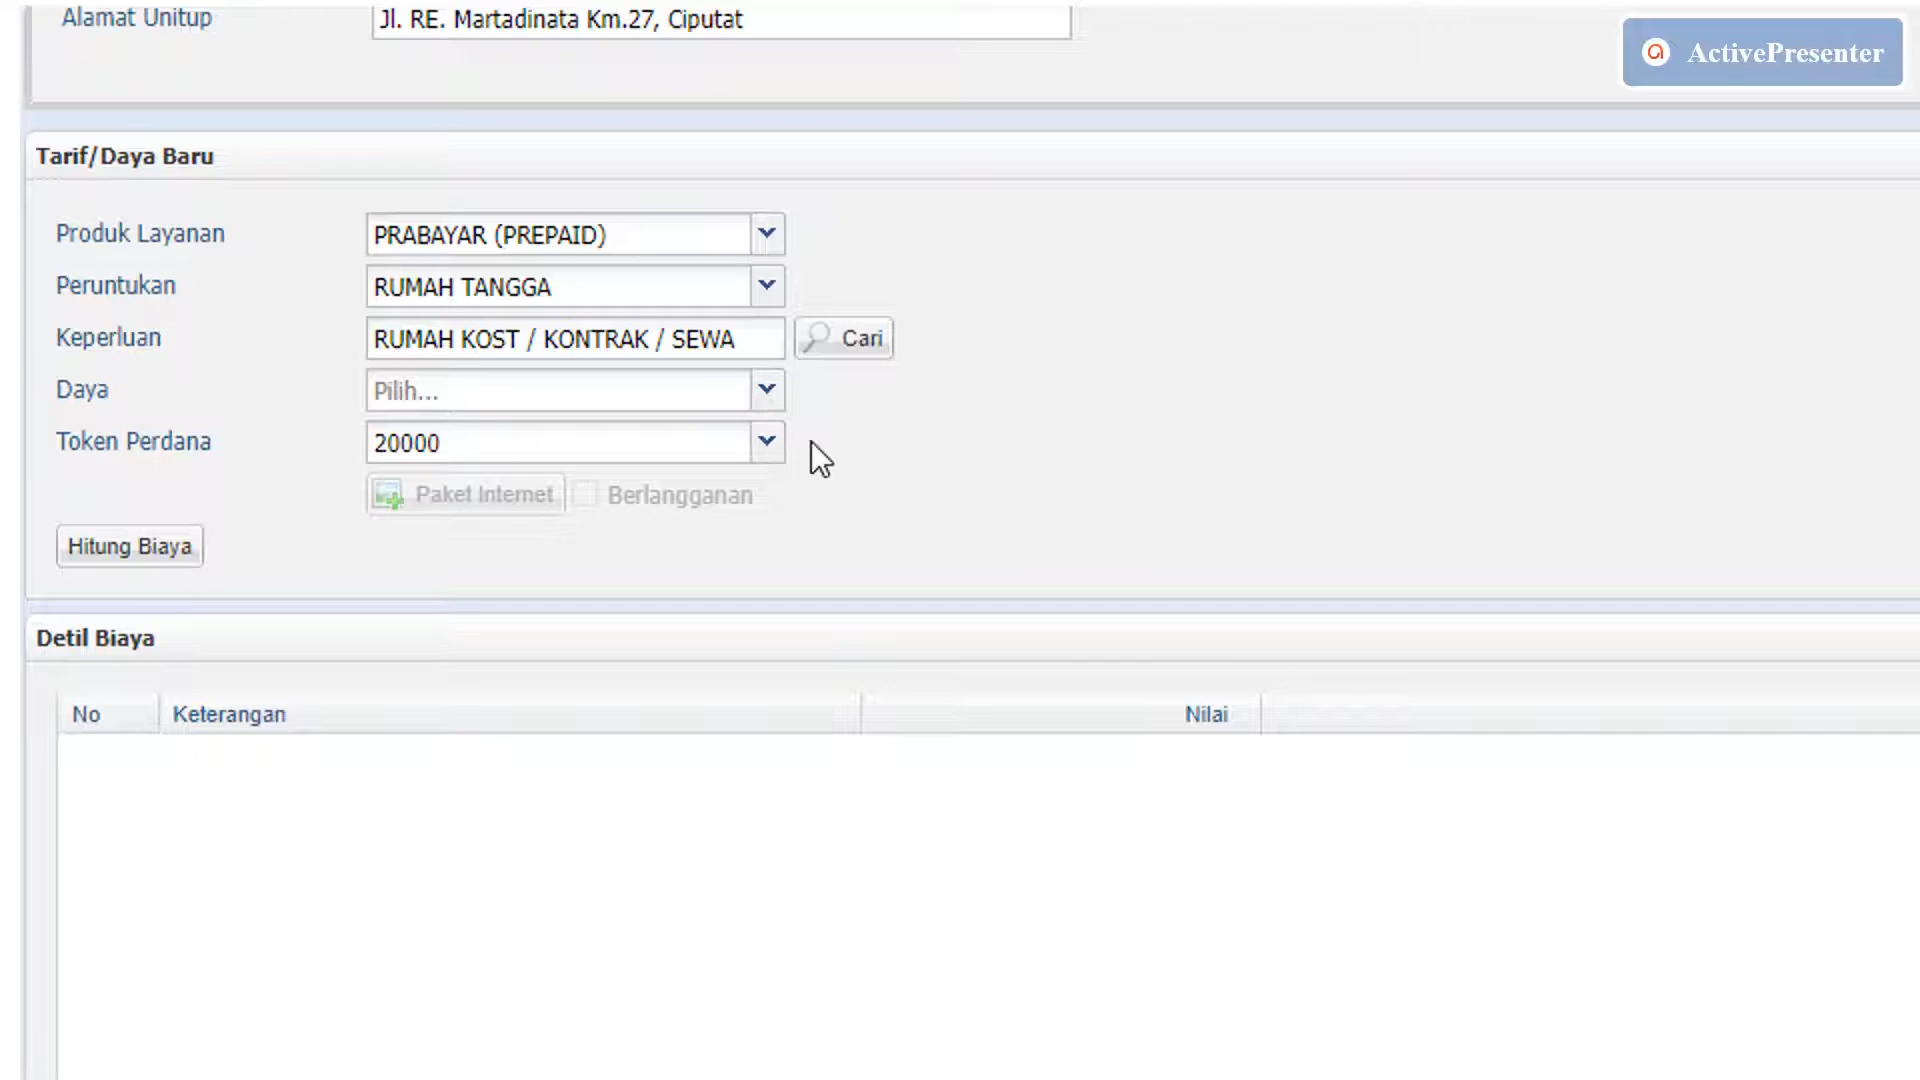 Alamat Unitup Jl. RE. Martadinata Km.27, Ciputat
ActivePresenter
Tarif/Daya Baru
Produk Layanan PRABAYAR (PREPAID)
Peruntukan RUMAH TANGGA
Keperluan RUMAH KOST / KONTRAK / SEWA Cari
Daya Pilih...
Token Perdana 20000
Paket Internet Berlangganan
Hitung Biaya
Detil Biaya
No Keterangan Nilai